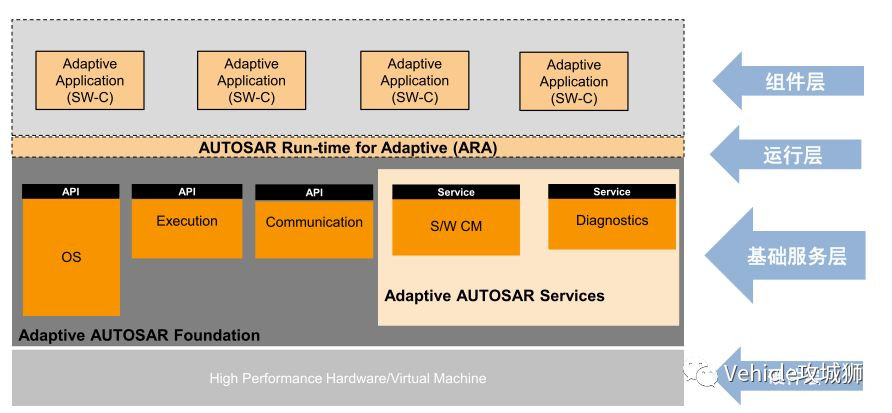 Adaptive
Application
(SW-C)
Adaptive
Application
(SW-C)
Adaptive
Application
(SW-C)
Adaptive
Application
(SW-C)
组件层
AUTOSAR Run-time for Adaptive (ARA)
运行层
API
OS
API
Execution
API
Communication
Service
S/W CM
Service
Diagnostics
Adaptive AUTOSAR Services
基础服务层
Adaptive AUTOSAR Foundation
High Performance Hardware/Virtual Machine
Vehicle攻城狮